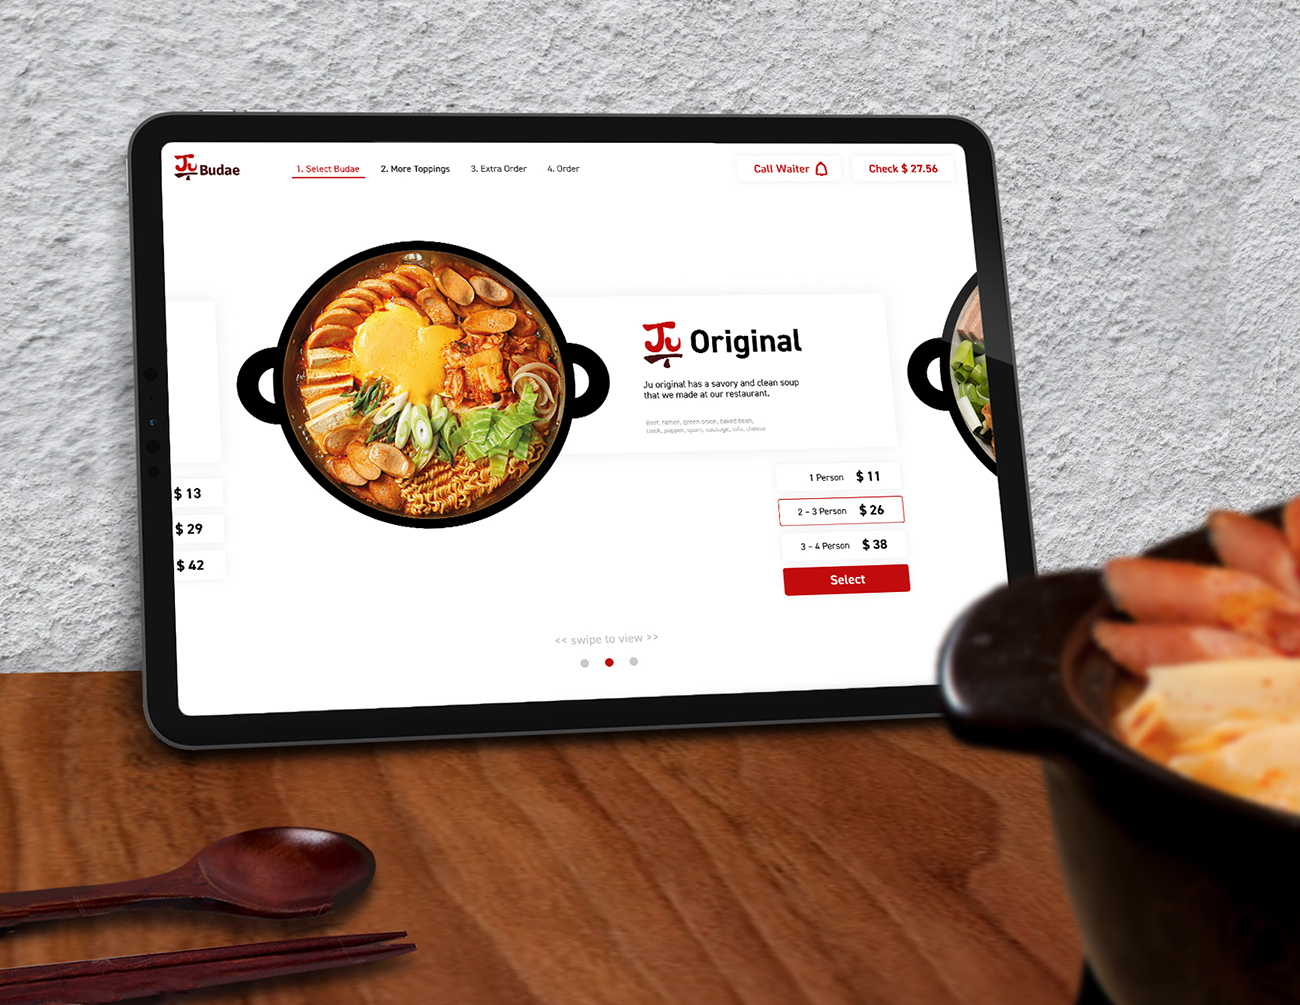 Ju Budae
1. Select Budae
2. More Toppings
3. Extra Order
4. Order
Call Waiter
Check $ 27.56
Ju Original
Ju original has a savory and clean soup
that we made at our restaurant.
Beef, ramen, green onion, baked bean,
pepper, spam, sausage, tofu, cheese
$ 13
$ 29
$ 42
1 Person $ 11
2 – 3 Person $ 26
3 – 4 Person $ 38
Select
<< swipe to view >>